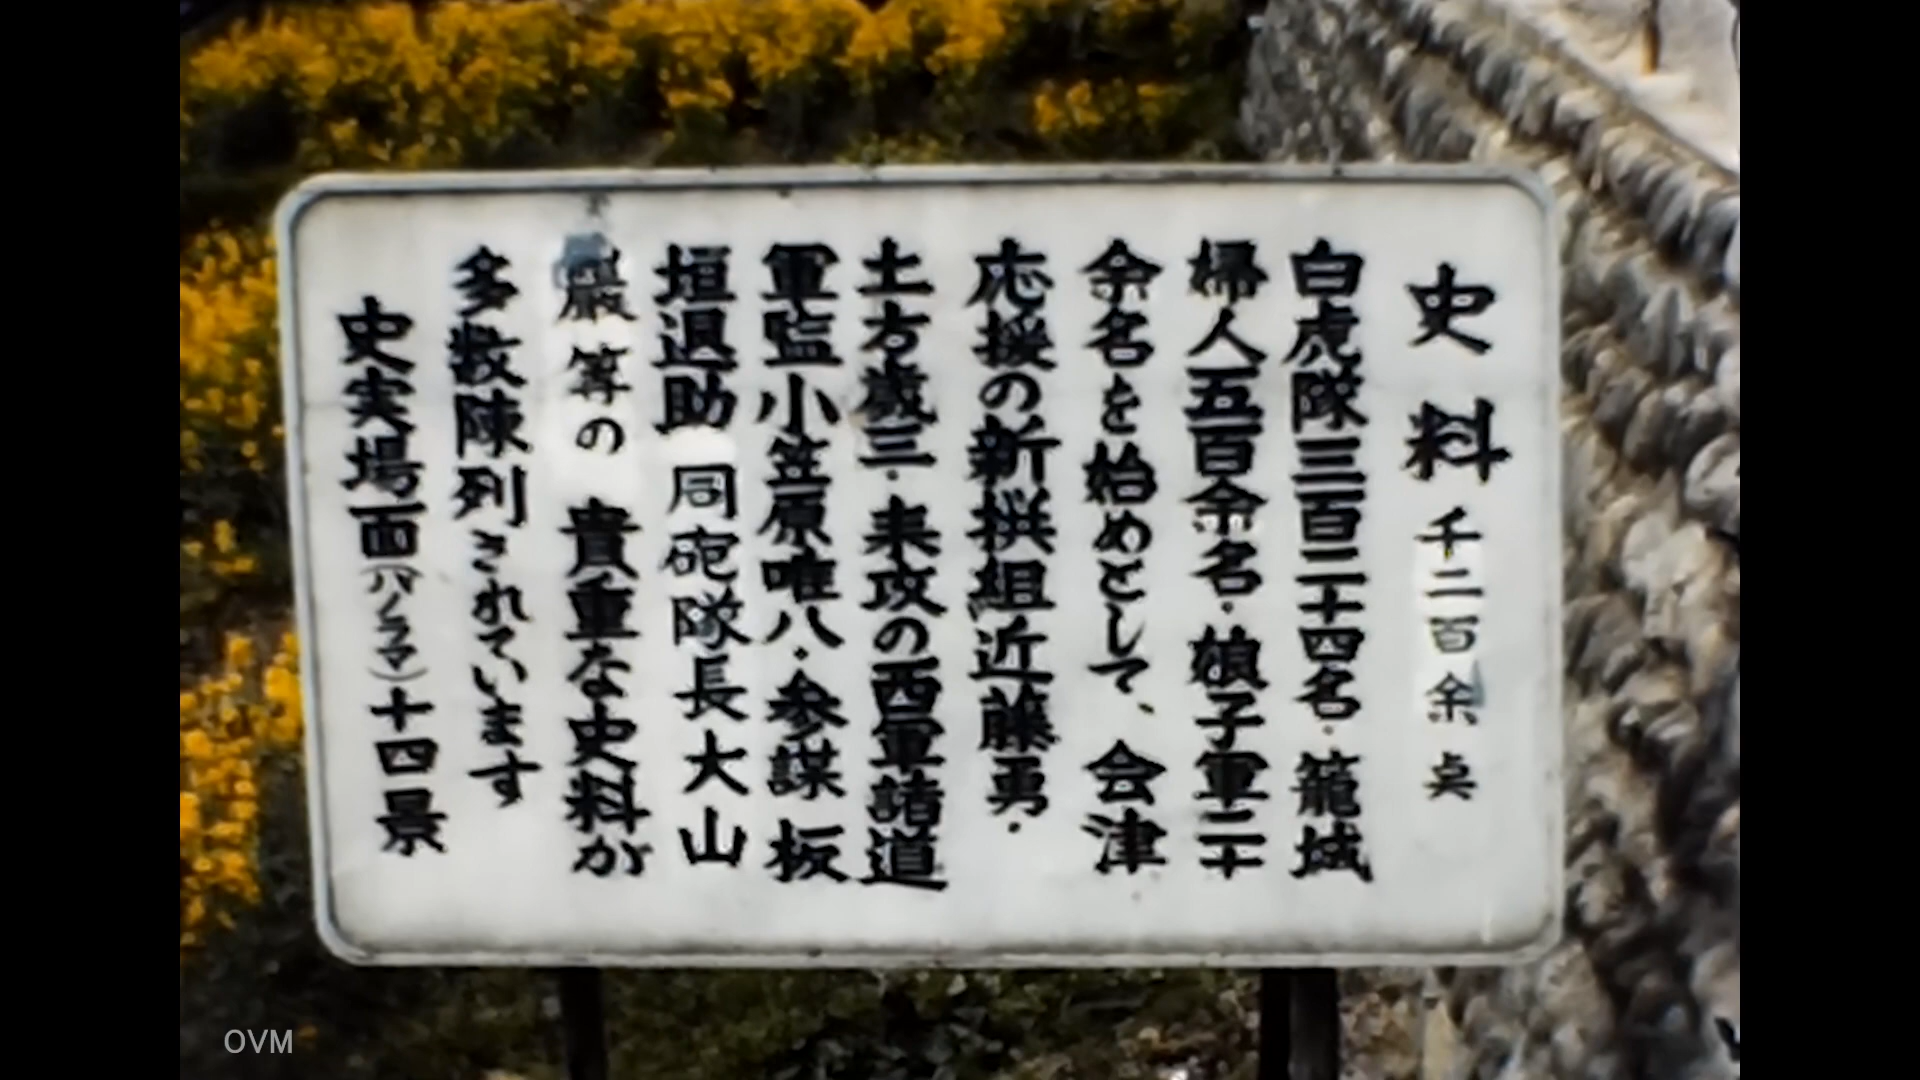 史料 千二百余点
白虎隊三百二十四名・籠城
婦人五百余名・娘子軍二十
余名を始めとして、会津
応援の新撰組近藤勇・
土方歳三・来攻の西軍諸道
軍監小笠原唯八・参謀板
垣退助 同砲隊長大山
巌等の貴重な史料が
多数陳列されています
史実場面(パノラマ)十四景
OVM